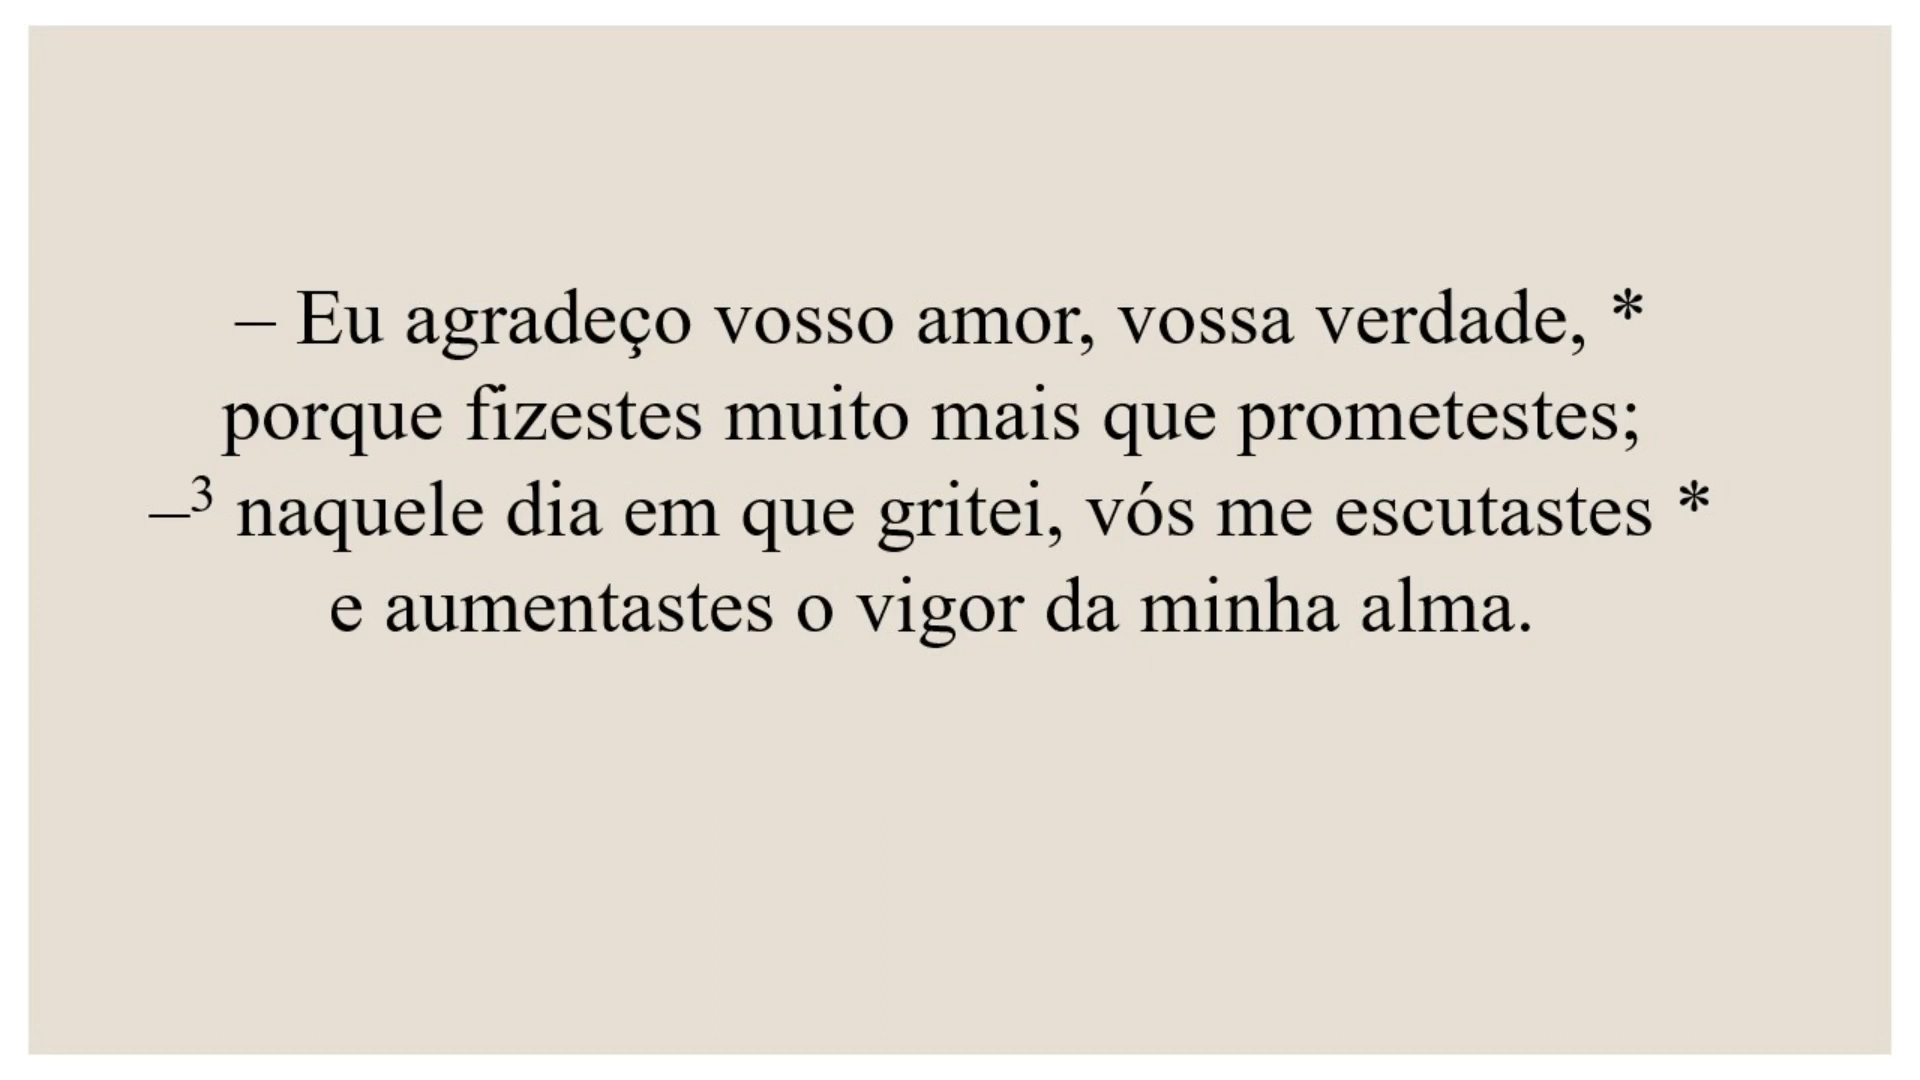 – Eu agradeço vosso amor, vossa verdade, *
porque fizestes muito mais que prometestes;
–³ naquele dia em que gritei, vós me escutastes *
e aumentastes o vigor da minha alma.